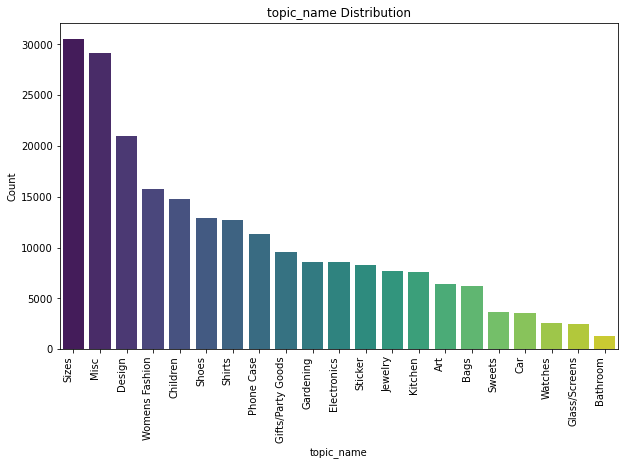 topic_name Distribution
30000
25000
20000
15000
10000
5000
0
Count
Sizes
Misc
Design
Womens Fashion
Children
Shoes
Shirts
Phone Case
Gifts/Party Goods
Gardening
Electronics
Sticker
Jewelry
Kitchen
Art
Bags
Sweets
Car
Watches
Glass/Screens
Bathroom
topic_name